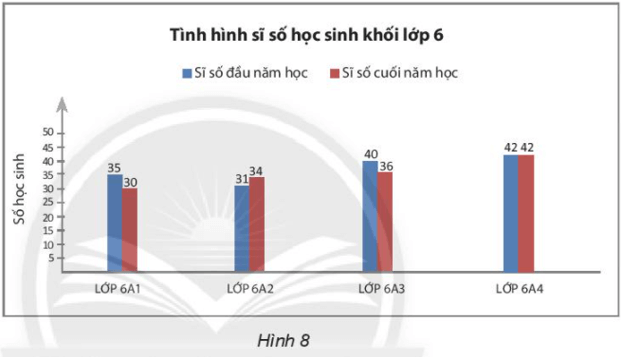 Tình hình sĩ số học sinh khối lớp 6
Sĩ số đầu năm học Sĩ số cuối năm học
Số học sinh
50
45
40
35
30
25
20
15
10
5
35 30 31 34 40 36 42 42
LỚP 6A1 LỚP 6A2 LỚP 6A3 LỚP 6A4
Hình 8